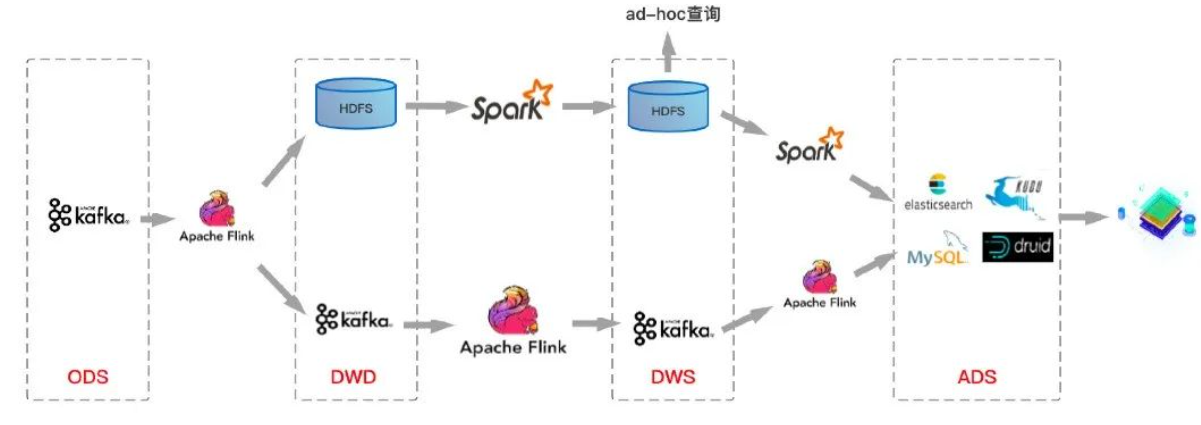 ad-hoc查询
HDFS
Spark
HDFS
Spark
kafka
Apache Flink
elasticsearch
KUDU
MySQL
druid
kafka
Apache Flink
kafka
Apache Flink
ODS
DWD
DWS
ADS